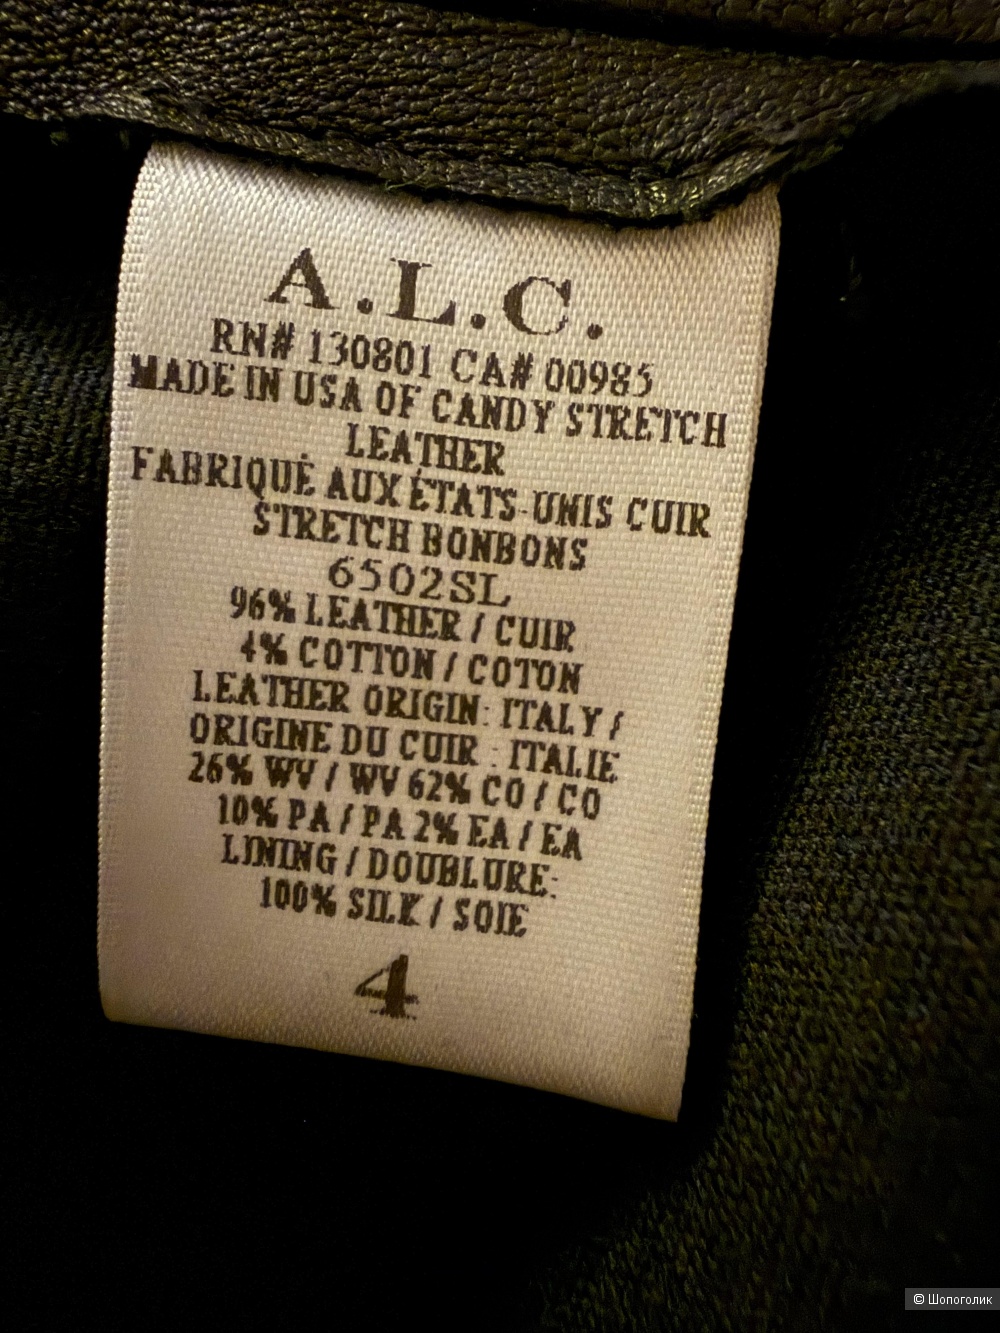 A.L.C.
RN# 130801 CA# 00985
MADE IN USA OF CANDY STRETCH
LEATHER
FABRIQUÉ AUX ÉTATS-UNIS CUIR
STRETCH BONBONS
6502SL
96% LEATHER / CUIR
4% COTTON / COTON
LEATHER ORIGIN: ITALY /
ORIGINE DU CUIR : ITALIE
26% WV / WV 62% CO / CO
10% PA / PA 2% EA / EA
LINING / DOUBLURE:
100% SILK / SOIE
4
© Шопоголик